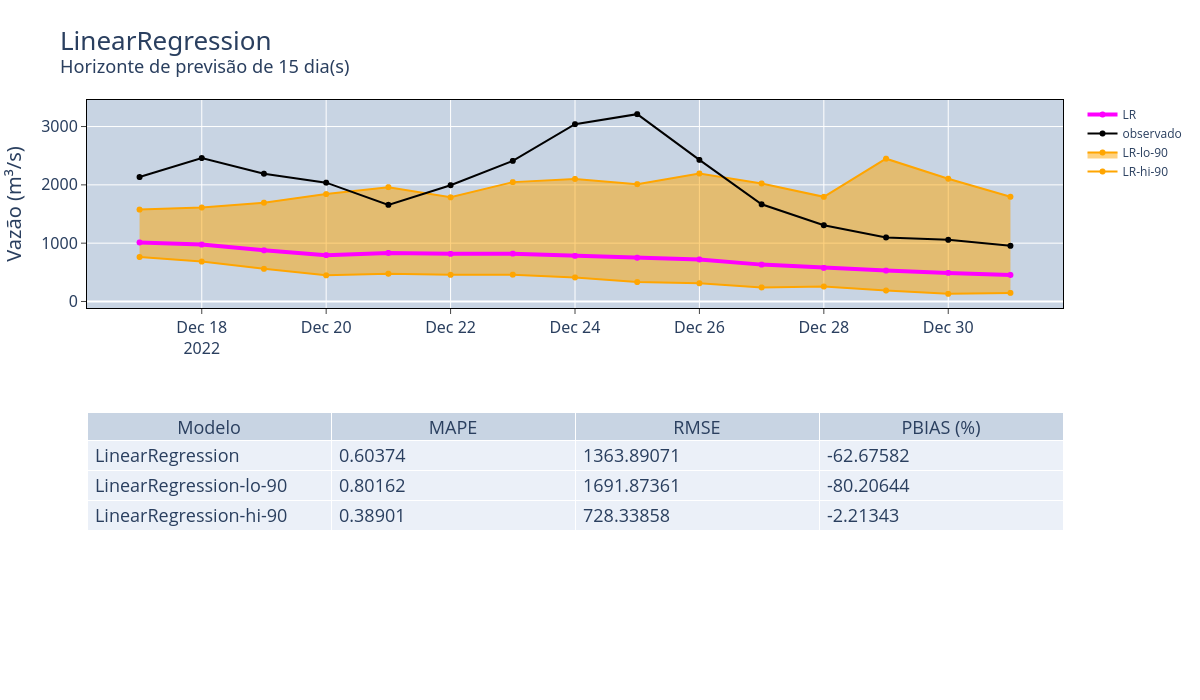 LinearRegression
Horizonte de previsão de 15 dia(s)
Vazão (m³/s)
3000
2000
1000
0
Dec 18
2022
Dec 20
Dec 22
Dec 24
Dec 26
Dec 28
Dec 30
LR
observado
LR-lo-90
LR-hi-90
Modelo MAPE RMSE PBIAS (%)
LinearRegression 0.60374 1363.89071 -62.67582
LinearRegression-lo-90 0.80162 1691.87361 -80.20644
LinearRegression-hi-90 0.38901 728.33858 -2.21343